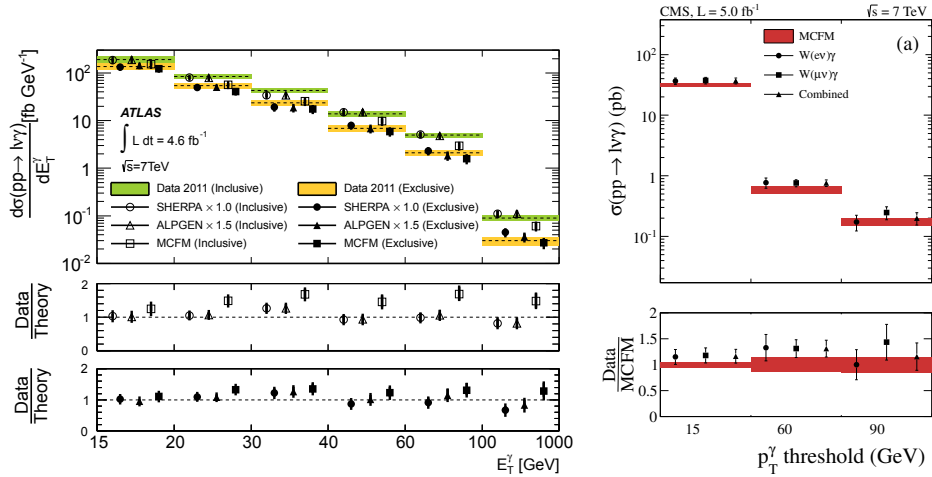 dσ(pp→ lνγ)
dE_T^γ
[fb GeV⁻¹]
10²
10
1
10⁻¹
10⁻²
ATLAS
∫ L dt = 4.6 fb⁻¹
√s=7TeV
Data 2011 (Inclusive)
SHERPA × 1.0 (Inclusive)
ALPGEN × 1.5 (Inclusive)
MCFM (Inclusive)
Data 2011 (Exclusive)
SHERPA × 1.0 (Exclusive)
ALPGEN × 1.5 (Exclusive)
MCFM (Exclusive)
Data
Theory
2
1
0
Data
Theory
2
1
15 20 30 40 60 100 1000
E_T^γ [GeV]
CMS, L = 5.0 fb⁻¹ √s = 7 TeV
(a)
MCFM
W(eν)γ
W(μν)γ
Combined
σ(pp→ lνγ) (pb)
10²
10
1
10⁻¹
Data
MCFM
2
1.5
1
0.5
0
15 60 90
p_T^γ threshold (GeV)